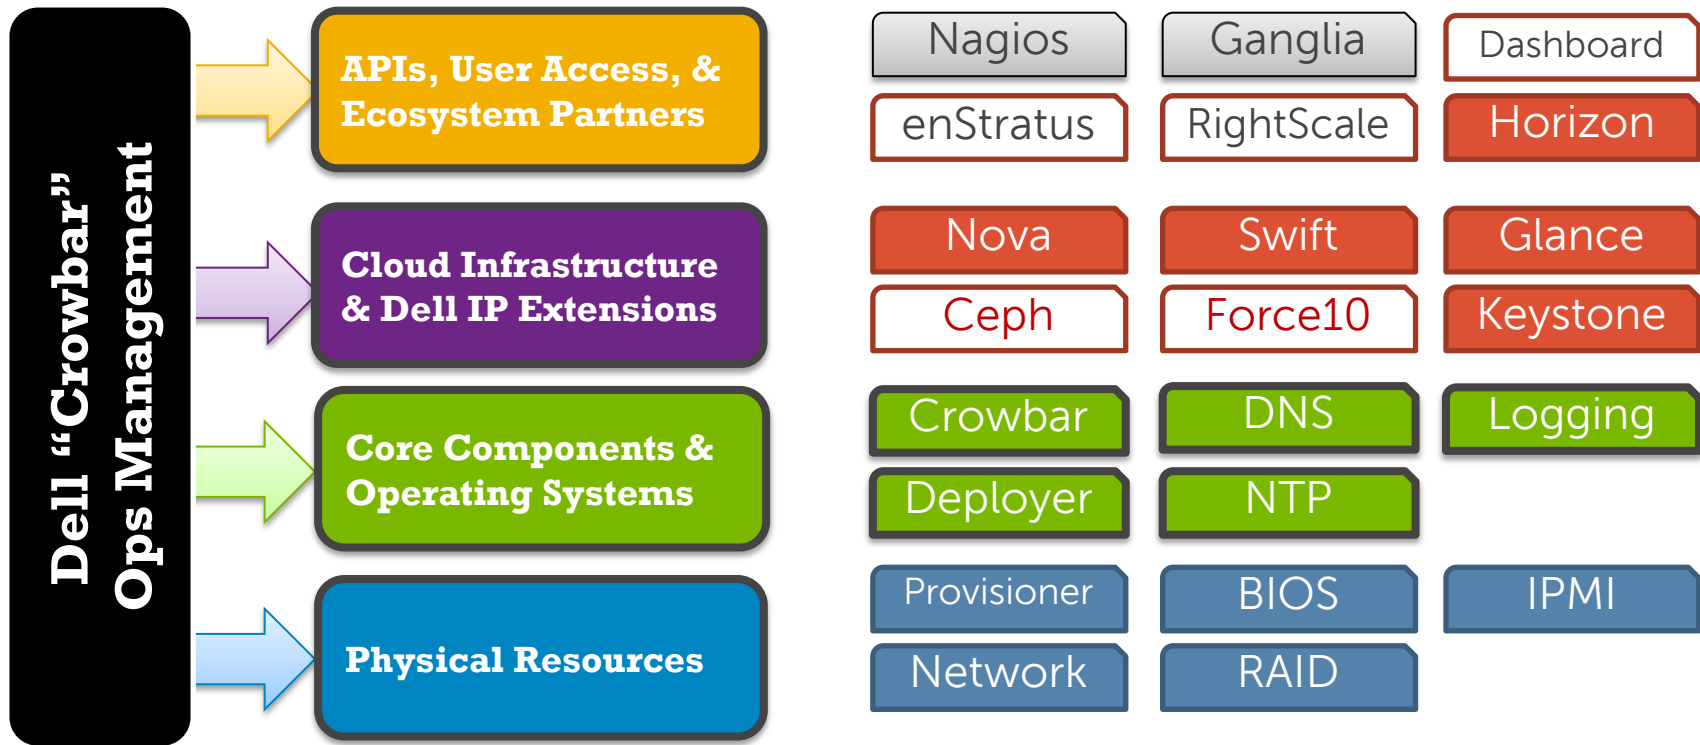 Dell “Crowbar”
Ops Management
APIs, User Access, &
Ecosystem Partners
Nagios
Ganglia
Dashboard
enStratus
RightScale
Horizon
Cloud Infrastructure
& Dell IP Extensions
Nova
Swift
Glance
Ceph
Force10
Keystone
Core Components &
Operating Systems
Crowbar
DNS
Logging
Deployer
NTP
Physical Resources
Provisioner
BIOS
IPMI
Network
RAID